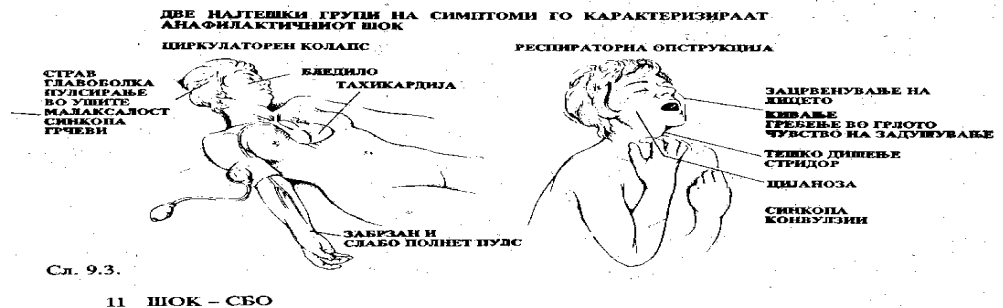 ДВЕ НАЈТЕШКИ ГРУПИ НА СИМПТОМИ ГО КАРАКТЕРИЗИРААТ
АНАФИЛАКТИЧНИОТ ШОК
ЦИРКУЛАТОРЕН КОЛАПС
СТРАВ
ГЛАВОБОЛКА
ПУЛСИРАЊЕ
ВО УШИТЕ
МАЛАКСАЛОСТ
СИНКОПА
ГРЧЕВИ
БЛЕДИЛО
ТАХИКАРДИЈА
ЗАБРЗАН И
СЛАБО ПОЛНЕТ ПУЛС
РЕСПИРАТОРНА ОПСТРУКЦИЈА
ЗАЦРВЕНУВАЊЕ НА
ЛИЦЕТО
КИВАЊЕ
ГРЕБЕЊЕ ВО ГРЛОТО
ЧУВСТВО НА ЗАДУШУВАЊЕ
ТЕШКО ДИШЕЊЕ
СТРИДОР
ЦИЈАНОЗА
СИНКОПА
КОНВУЛЗИИ
Сл. 9.3.
11 ШОК – СБО